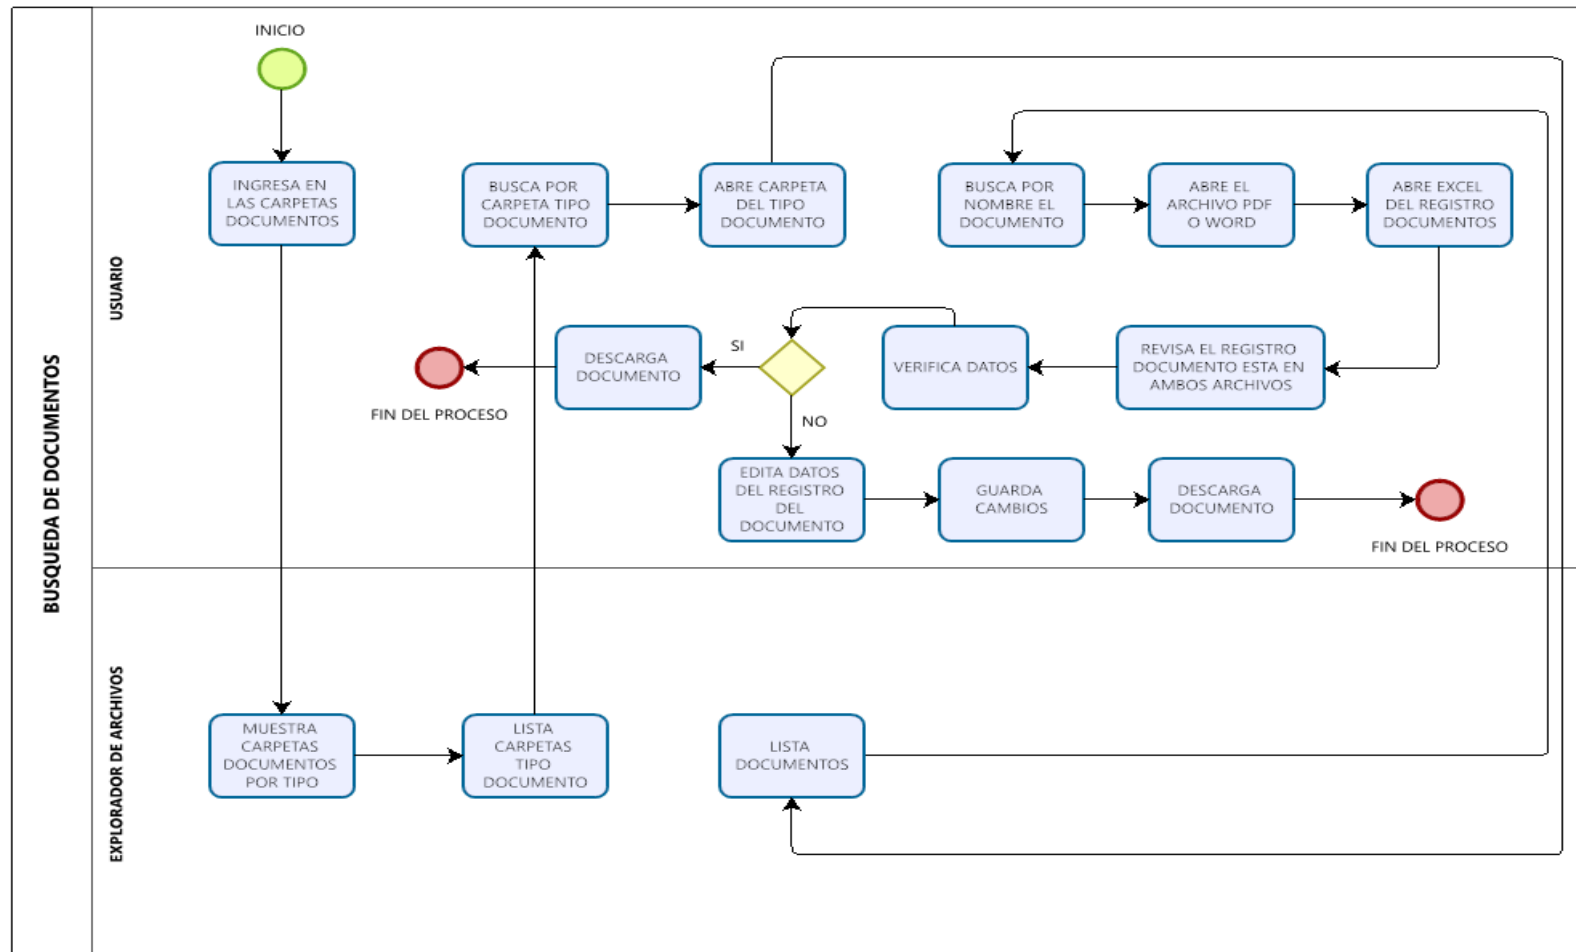 BUSQUEDA DE DOCUMENTOS
USUARIO
INICIO
INGRESA EN
LAS CARPETAS
DOCUMENTOS
BUSCA POR
CARPETA TIPO
DOCUMENTO
ABRE CARPETA
DEL TIPO
DOCUMENTO
BUSCA POR
NOMBRE EL
DOCUMENTO
ABRE EL
ARCHIVO PDF
O WORD
ABRE EXCEL
DEL REGISTRO
DOCUMENTOS
FIN DEL PROCESO
DESCARGA
DOCUMENTO
SI
NO
VERIFICA DATOS
REVISA EL REGISTRO
DOCUMENTO ESTA EN
AMBOS ARCHIVOS
EDITA DATOS
DEL REGISTRO
DEL
DOCUMENTO
GUARDA
CAMBIOS
DESCARGA
DOCUMENTO
FIN DEL PROCESO
EXPLORADOR DE ARCHIVOS
MUESTRA
CARPETAS
DOCUMENTOS
POR TIPO
LISTA
CARPETAS
TIPO
DOCUMENTO
LISTA
DOCUMENTOS